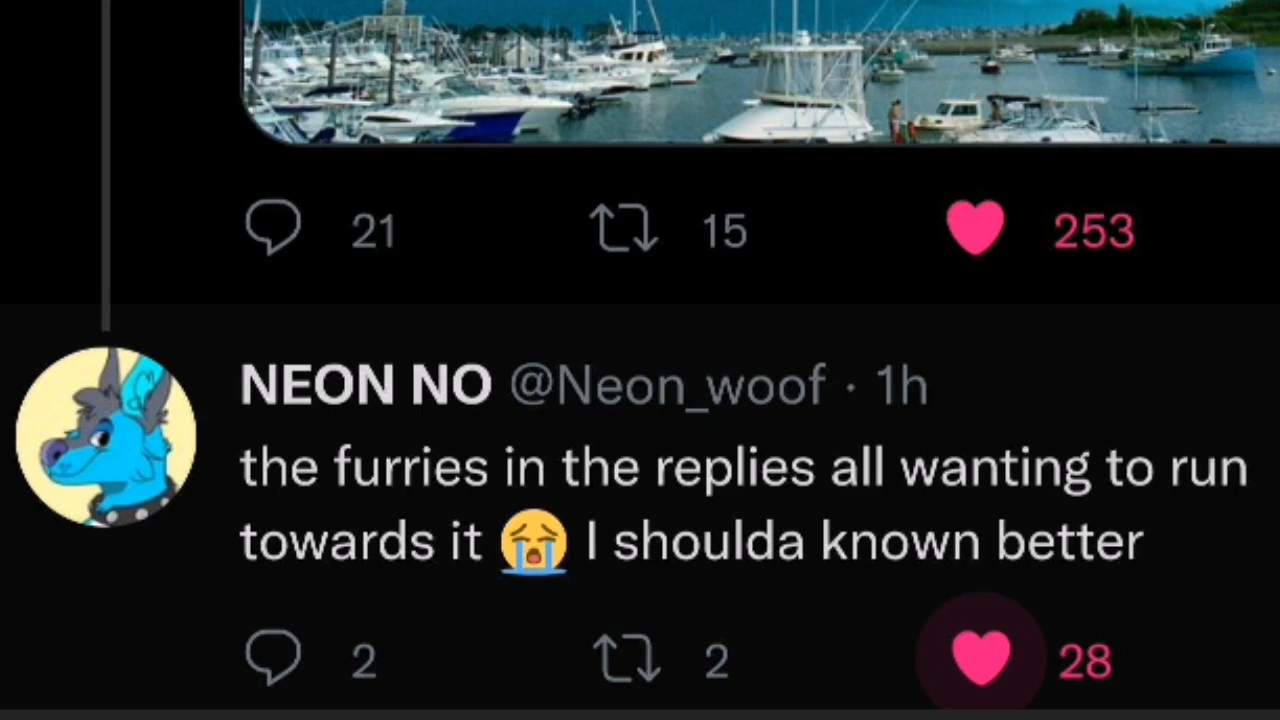 21 15 253
NEON NO @Neon_woof · 1h
the furries in the replies all wanting to run
towards it 😭 I shoulda known better
2 2 28